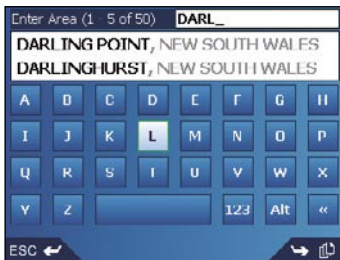 Enter Area (1 - 5 of 50) DARL_
DARLING POINT, NEW SOUTH WALES
DARLINGHURST, NEW SOUTH WALES
A B C D E F G H
I J K L M N O P
Q R S T U V W X
Y Z 123 Alt «
ESC